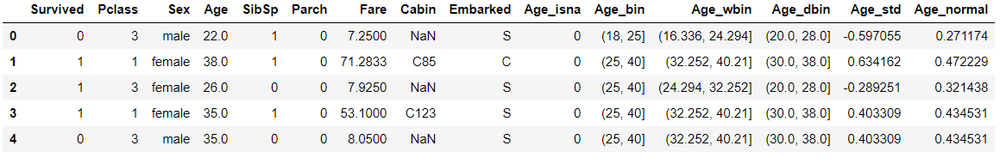 Survived Pclass Sex Age SibSp Parch Fare Cabin Embarked Age_isna Age_bin Age_wbin Age_dbin Age_std Age_normal
0 0 3 male 22.0 1 0 7.2500 NaN S 0 (18, 25] (16.336, 24.294] (20.0, 28.0] -0.597055 0.271174
1 1 1 female 38.0 1 0 71.2833 C85 C 0 (25, 40] (32.252, 40.21] (30.0, 38.0] 0.634162 0.472229
2 1 3 female 26.0 0 0 7.9250 NaN S 0 (25, 40] (24.294, 32.252] (20.0, 28.0] -0.289251 0.321438
3 1 1 female 35.0 1 0 53.1000 C123 S 0 (25, 40] (32.252, 40.21] (30.0, 38.0] 0.403309 0.434531
4 0 3 male 35.0 0 0 8.0500 NaN S 0 (25, 40] (32.252, 40.21] (30.0, 38.0] 0.403309 0.434531